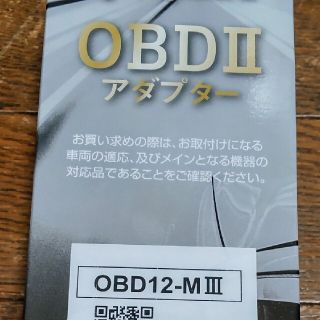 OBDⅡ
アダプター
お買い求めの際は、お取付けになる
車両の適応、及びメインとなる機器の
対応品であることをご確認ください。
OBD12-MⅢ